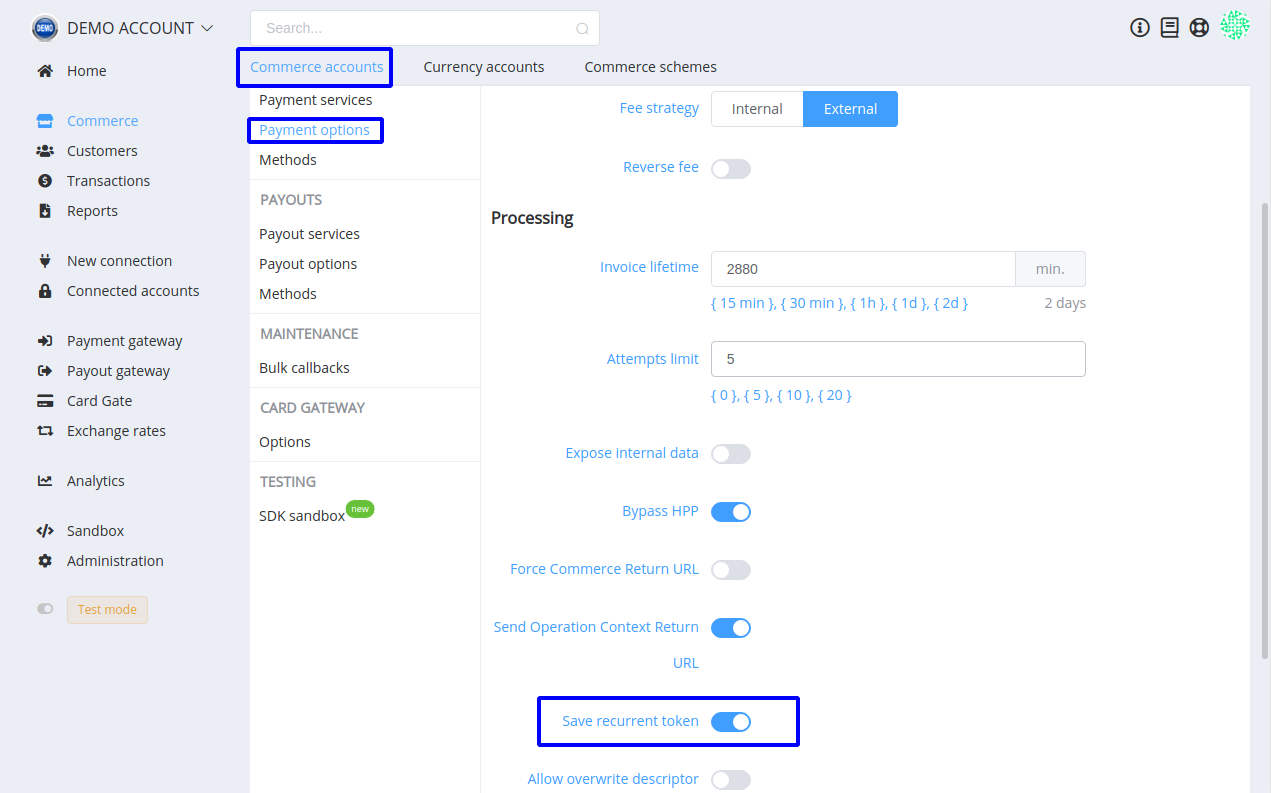 DEMO
DEMO ACCOUNT
Search...
Home
Commerce
Customers
Transactions
Reports
New connection
Connected accounts
Payment gateway
Payout gateway
Card Gate
Exchange rates
Analytics
Sandbox
Administration
Test mode
Commerce accounts
Currency accounts
Commerce schemes
Payment services
Payment options
Methods
PAYOUTS
Payout services
Payout options
Methods
MAINTENANCE
Bulk callbacks
CARD GATEWAY
Options
TESTING
SDK sandbox new
Fee strategy Internal External
Reverse fee
Processing
Invoice lifetime 2880 min.
{ 15 min }, { 30 min }, { 1h }, { 1d }, { 2d } 2 days
Attempts limit 5
{ 0 }, { 5 }, { 10 }, { 20 }
Expose internal data
Bypass HPP
Force Commerce Return URL
Send Operation Context Return
URL
Save recurrent token
Allow overwrite descriptor